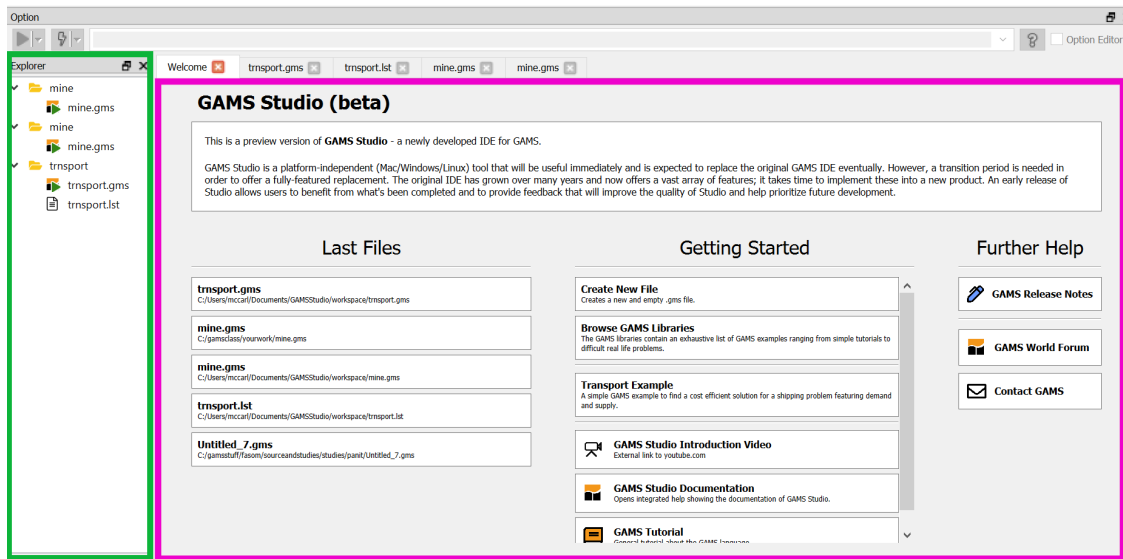 Option
Option Editor
Explorer
Welcome
trnsport.gms
trnsport.lst
mine.gms
mine.gms
mine
mine.gms
mine
mine.gms
trnsport
trnsport.gms
trnsport.lst
GAMS Studio (beta)
This is a preview version of GAMS Studio - a newly developed IDE for GAMS.
GAMS Studio is a platform-independent (Mac/Windows/Linux) tool that will be useful immediately and is expected to replace the original GAMS IDE eventually. However, a transition period is needed in
order to offer a fully-featured replacement. The original IDE has grown over many years and now offers a vast array of features; it takes time to implement these into a new product. An early release of
Studio allows users to benefit from what's been completed and to provide feedback that will improve the quality of Studio and help prioritize future development.
Last Files
trnsport.gms
C:/Users/mccarl/Documents/GAMSStudio/workspace/trnsport.gms
mine.gms
C:/gamsclass/yourwork/mine.gms
mine.gms
C:/Users/mccarl/Documents/GAMSStudio/workspace/mine.gms
trnsport.lst
C:/Users/mccarl/Documents/GAMSStudio/workspace/trnsport.lst
Untitled_7.gms
C:/gamsstuff/fasom/sourceandstudies/studies/panit/Untitled_7.gms
Getting Started
Create New File
Creates a new and empty .gms file.
Browse GAMS Libraries
The GAMS libraries contain an exhaustive list of GAMS examples ranging from simple tutorials to
difficult real life problems.
Transport Example
A simple GAMS example to find a cost efficient solution for a shipping problem featuring demand
and supply.
GAMS Studio Introduction Video
External link to youtube.com
GAMS Studio Documentation
Opens integrated help showing the documentation of GAMS Studio.
GAMS Tutorial
General tutorial about the GAMS language.
Further Help
GAMS Release Notes
GAMS World Forum
Contact GAMS